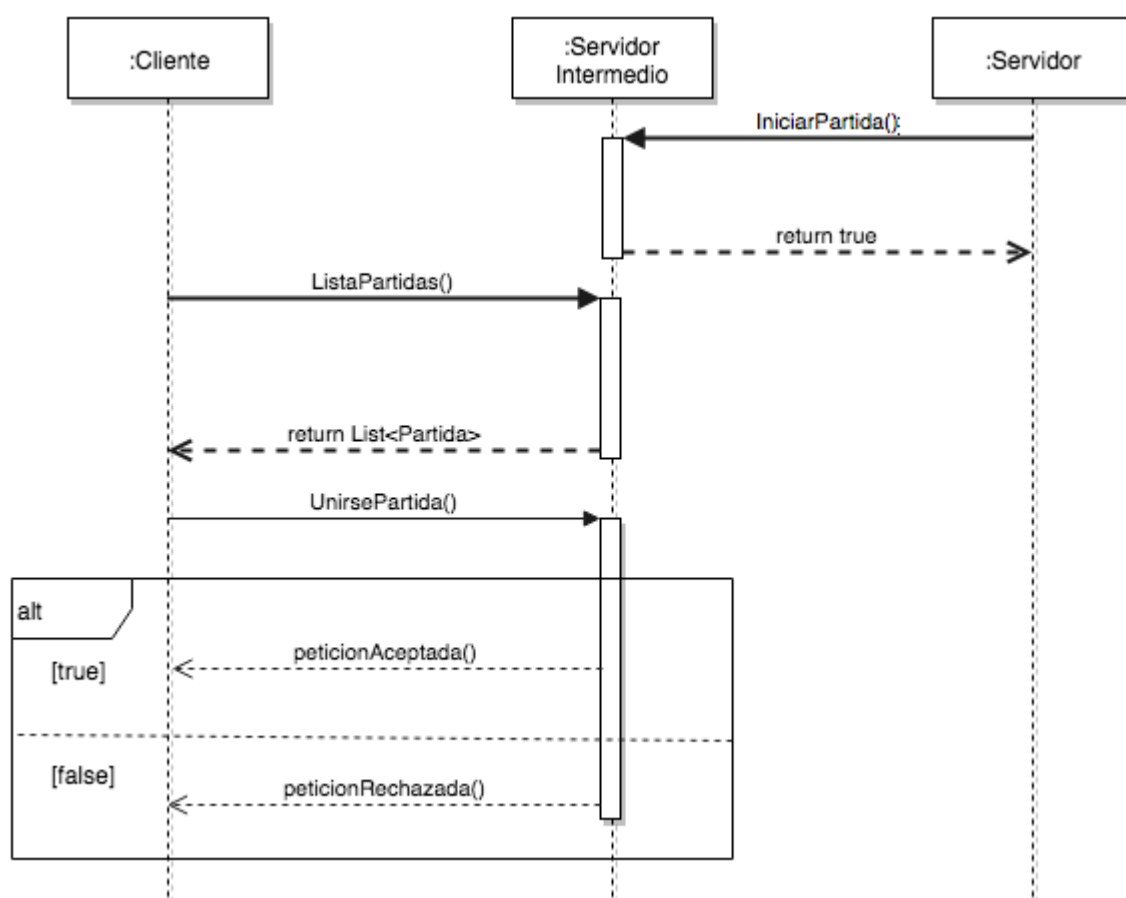 :Cliente
:Servidor
Intermedio
:Servidor
IniciarPartida():
return true
ListaPartidas()
return List<Partida>
UnirsePartida()
alt
peticionAceptada()
[true]
[false]
peticionRechazada()